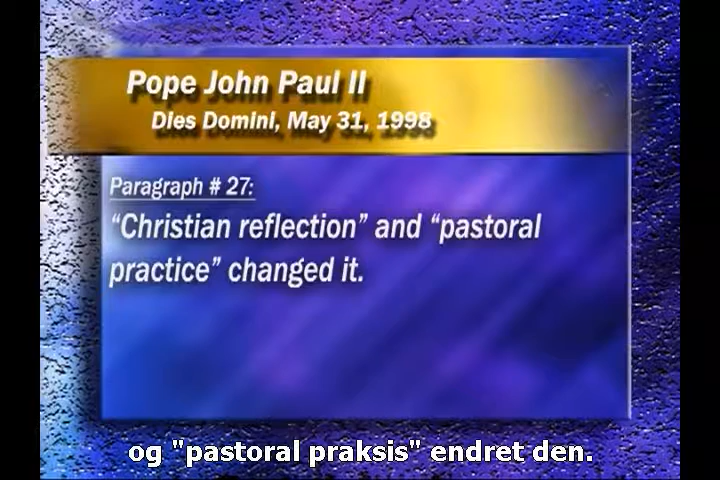 Pope John Paul II
Dies Domini, May 31, 1998
Paragraph # 27:
“Christian reflection” and “pastoral
practice” changed it.
og "pastoral praksis" endret den.